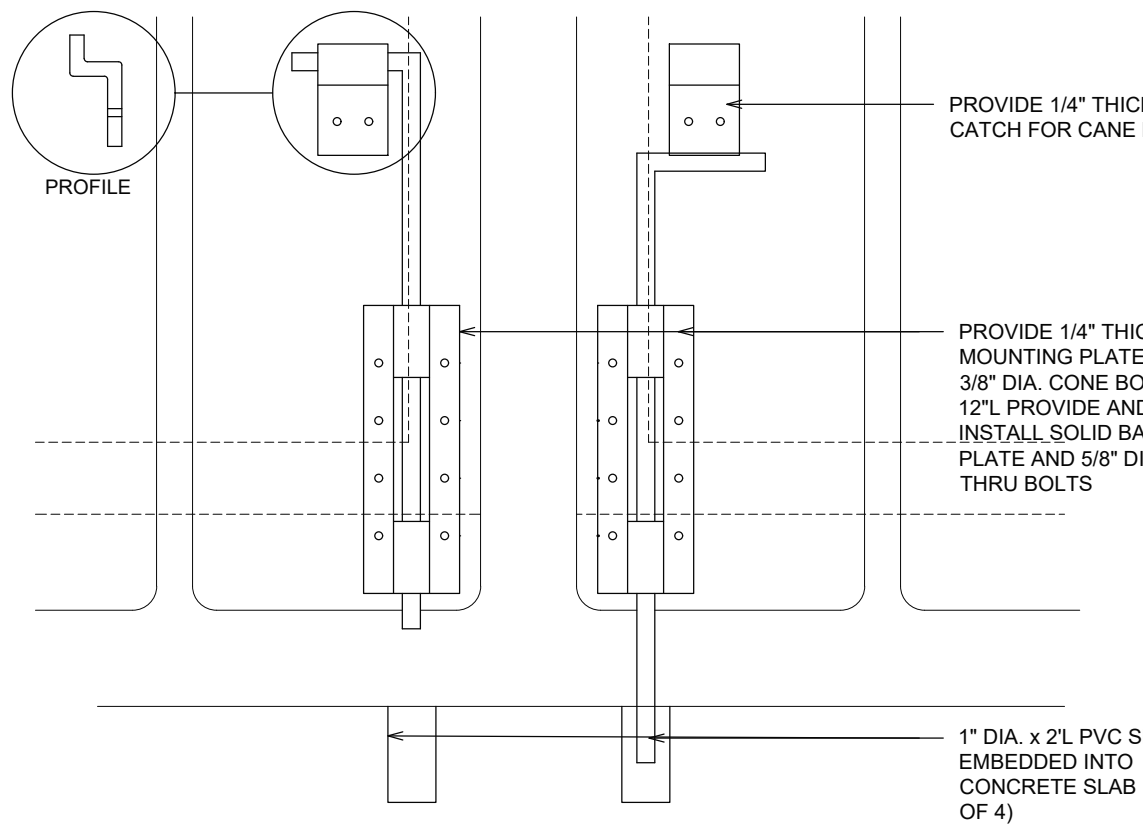 PROFILE
PROVIDE 1/4" THICK
CATCH FOR CANE
PROVIDE 1/4" THIC
MOUNTING PLATE
3/8" DIA. CONE BO
12"L PROVIDE AND
INSTALL SOLID BA
PLATE AND 5/8" DI
THRU BOLTS
1" DIA. x 2'L PVC S
EMBEDDED INTO
CONCRETE SLAB
OF 4)